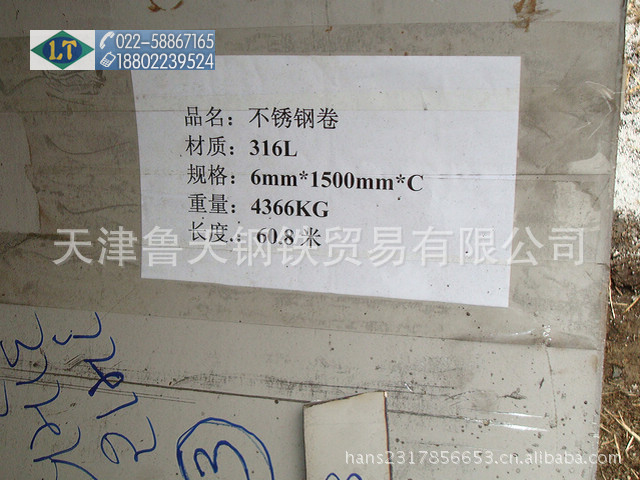 LT
022-58867165
18802239524
品名：不锈钢卷
材质：316L
规格：6mm*1500mm*C
重量：4366KG
长度：60.8米
天津鲁天钢铁贸易有限公司
3
hans2317856653.cn.alibaba.com